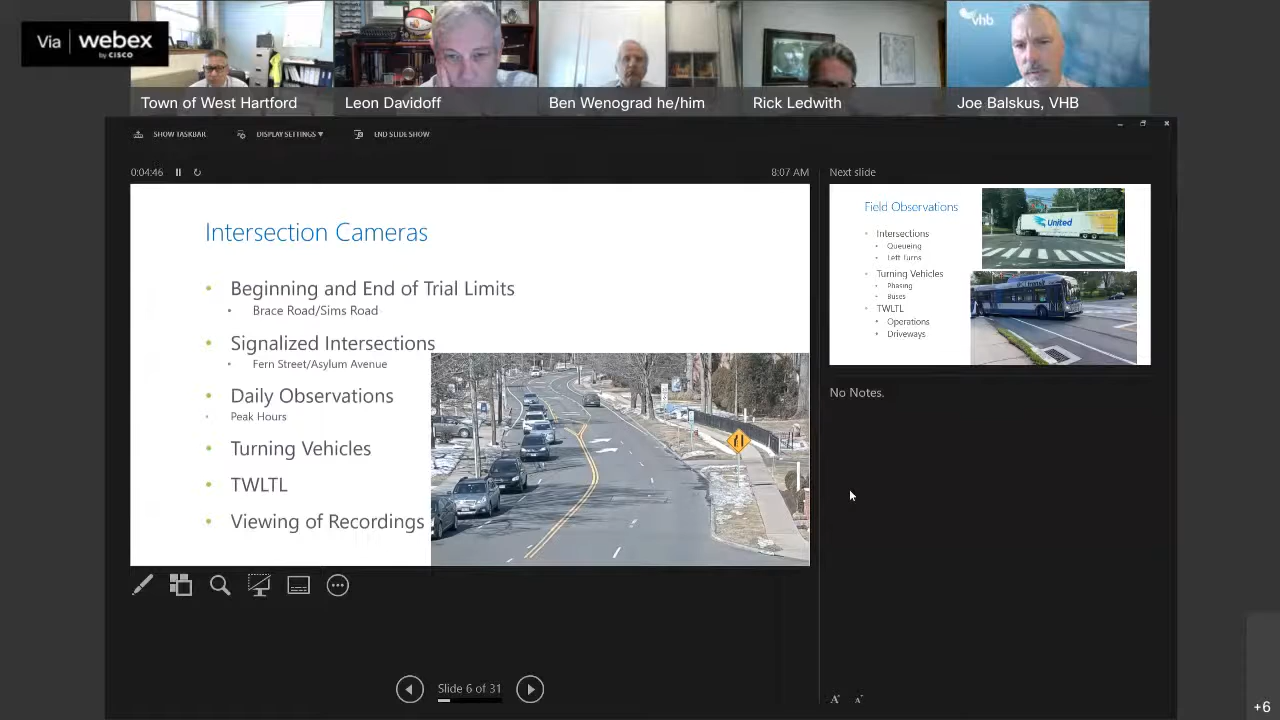 Via webex
by CISCO
vhb
Town of West Hartford
Leon Davidoff
Ben Wenograd he/him
Rick Ledwith
Joe Balskus, VHB
SHOW TASKBAR
DISPLAY SETTINGS ▾
END SLIDE SHOW
0:04:46
8:07 AM
Intersection Cameras
• Beginning and End of Trial Limits
• Brace Road/Sims Road
• Signalized Intersections
• Fern Street/Asylum Avenue
• Daily Observations
• Peak Hours
• Turning Vehicles
• TWLTL
• Viewing of Recordings
Next slide
Field Observations
• Intersections
• Queueing
• Left Turns
• Turning Vehicles
• Phasing
• Buses
• TWLTL
• Operations
• Driveways
United
No Notes.
Slide 6 of 31
A
A
+6